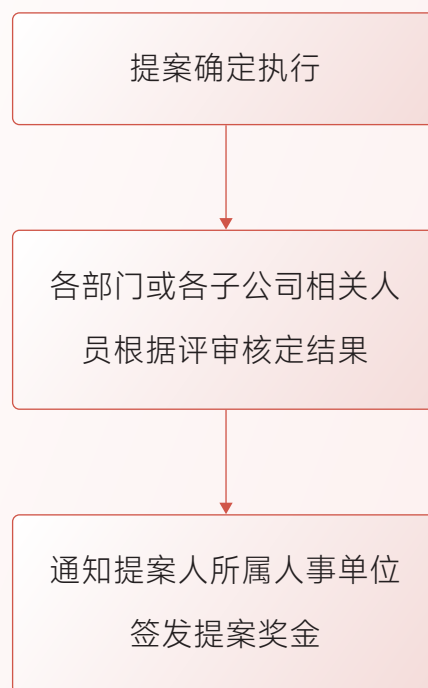 提案确定执行
各部门或各子公司相关人
员根据评审核定结果
通知提案人所属人事单位
签发提案奖金